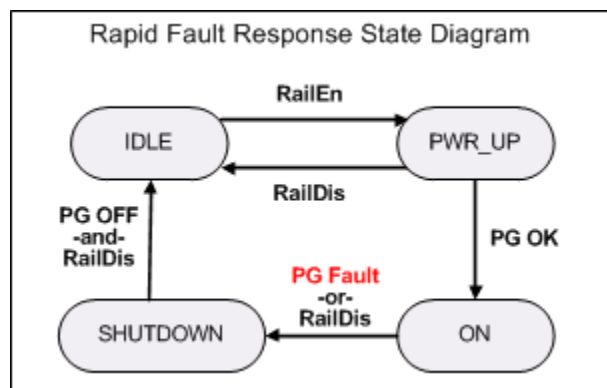 Rapid Fault Response State Diagram
RailEn
IDLE
PWR_UP
RailDis
PG OFF
-and-
RailDis
PG OK
PG Fault
-or-
RailDis
SHUTDOWN
ON